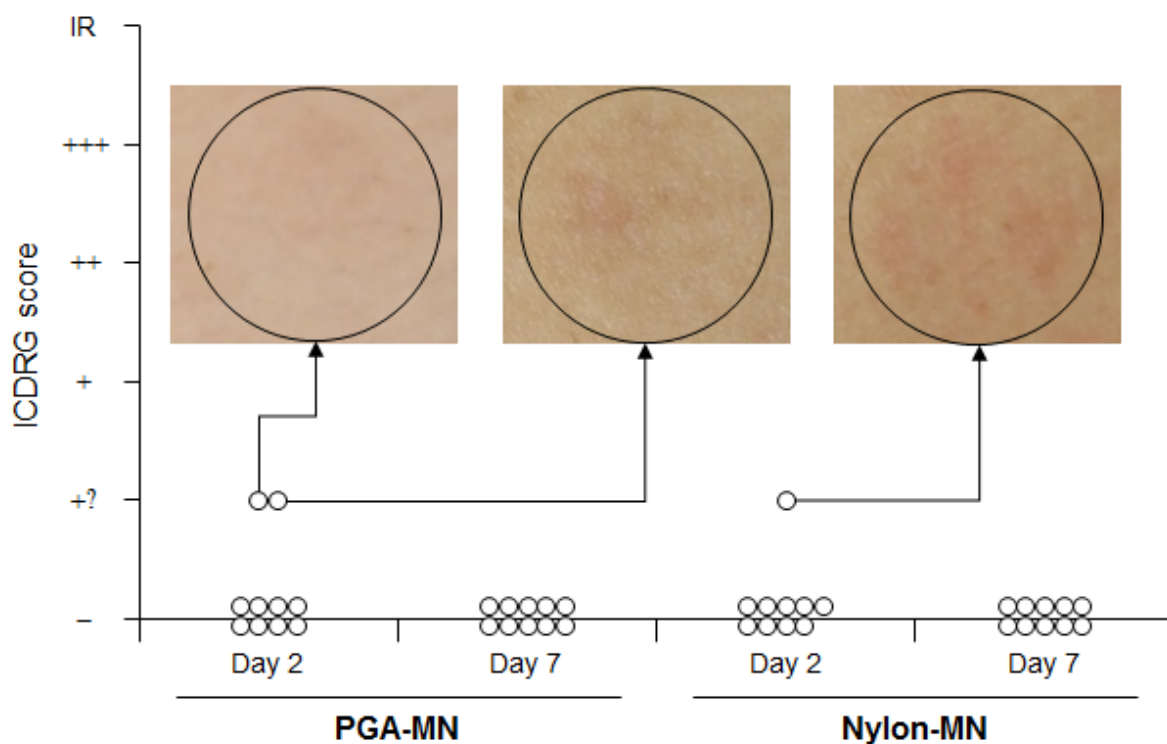 IR
+++
++
+
+?
–
ICDRG score
Day 2
Day 7
Day 2
Day 7
PGA-MN
Nylon-MN